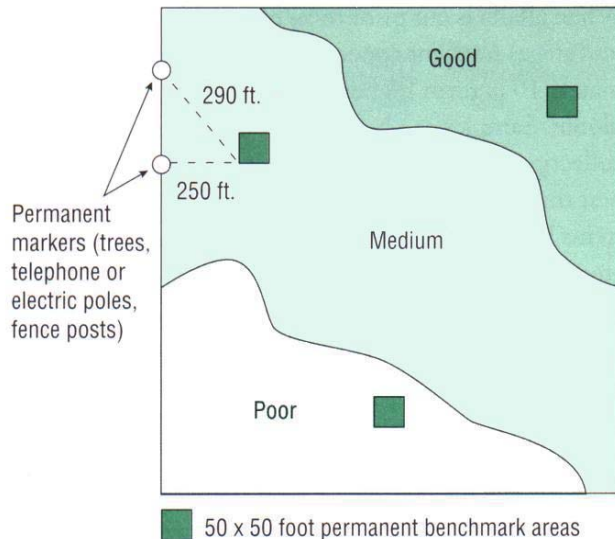 Good
290 ft.
250 ft.
Permanent
markers (trees,
telephone or
electric poles,
fence posts)
Medium
Poor
50 x 50 foot permanent benchmark areas